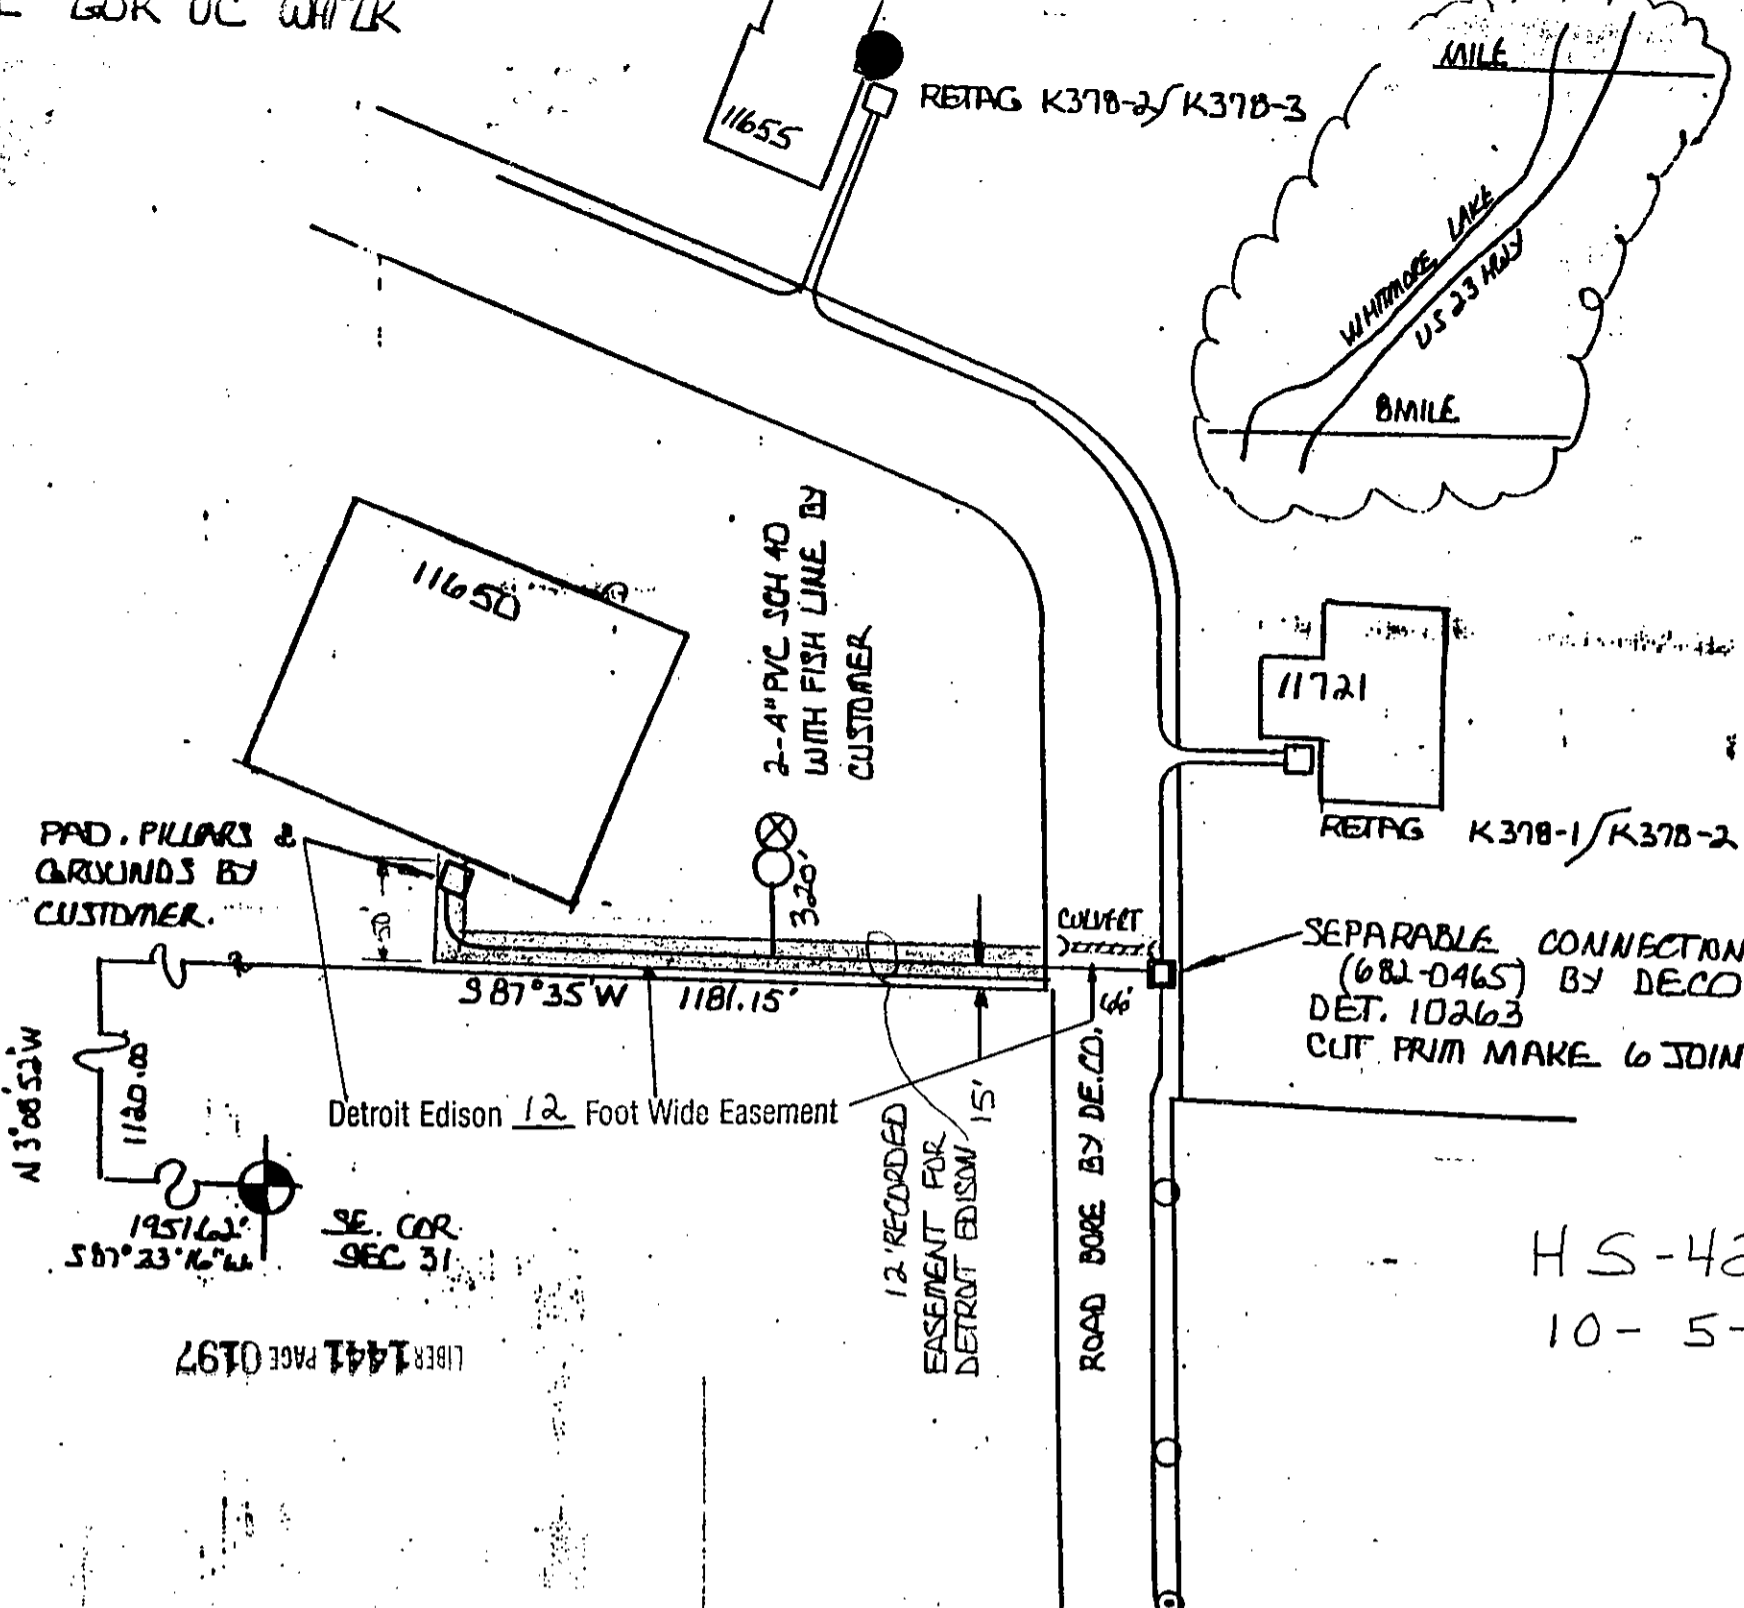 MILE
RETAG K378-2/K378-3
11655
WHITMORE LAKE
US 23 HWY
8 MILE
11650
2-4" PVC SCH 40
WITH FISH LINE BY
CUSTOMER
11721
RETAG K378-1/K378-2
PAD, PILLARS &
GROUNDS BY
CUSTOMER.
50'
320'
CULVERT
SEPARABLE CONNECTION
(682-0465) BY DECO
DET. 10263
CUT PRIM MAKE 6 JOIN
S 87°35'W 1181.15'
66'
N 3°08'52"W
1120.00
Detroit Edison 12 Foot Wide Easement
15'
12' RECORDED
EASEMENT FOR
DETROIT EDISON
ROAD BORE BY DE.CO.
1951.62'
S 87°23'16"W
SE. COR
SEC 31
HS-42
10-5-
LIBER 1441 PAGE 0197